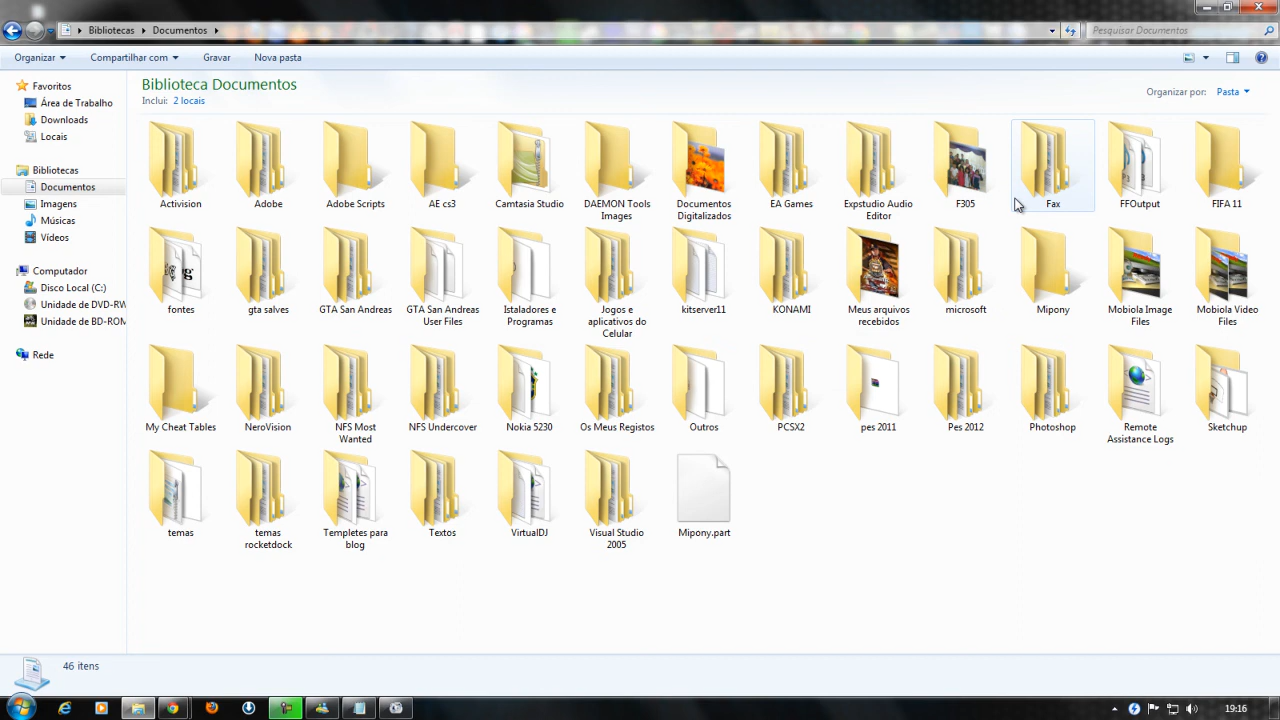 Bibliotecas Documentos Pesquisar Documentos
Organizar Compartilhar com Gravar Nova pasta
Favoritos
Área de Trabalho
Downloads
Locais
Bibliotecas
Documentos
Imagens
Músicas
Vídeos
Computador
Disco Local (C:)
Unidade de DVD-RW
Unidade de BD-ROM
Rede
Biblioteca Documentos
Inclui: 2 locais
Organizar por: Pasta
Activision
Adobe
Adobe Scripts
AE cs3
Camtasia Studio
DAEMON Tools
Images
Documentos
Digitalizados
EA Games
Expstudio Audio
Editor
F305
Fax
FFOutput
FIFA 11
fontes
gta salves
GTA San Andreas
GTA San Andreas
User Files
Istaladores e
Programas
Jogos e
aplicativos do
Celular
kitserver11
KONAMI
Meus arquivos
recebidos
microsoft
Mipony
Mobiola Image
Files
Mobiola Video
Files
My Cheat Tables
NeroVision
NFS Most
Wanted
NFS Undercover
Nokia 5230
Os Meus Registos
Outros
PCSX2
pes 2011
Pes 2012
Photoshop
Remote
Assistance Logs
Sketchup
temas
temas
rocketdock
Templetes para
blog
Textos
VirtualDJ
Visual Studio
2005
Mipony.part
46 itens
19:16